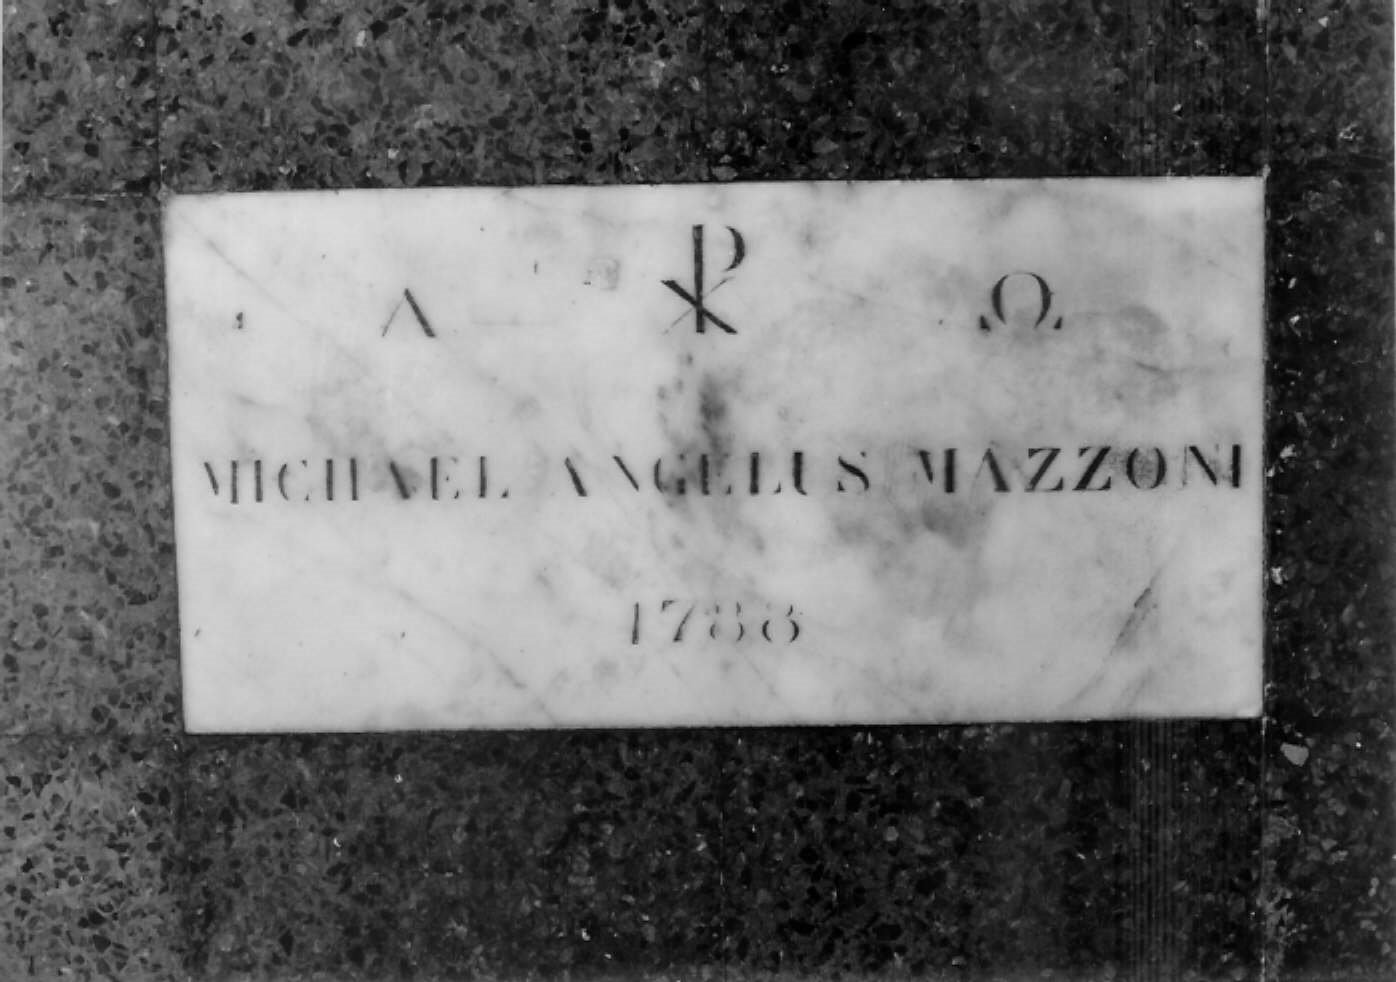 Α ☧ Ω
MICHAEL ANGELUS MAZZONI
1788